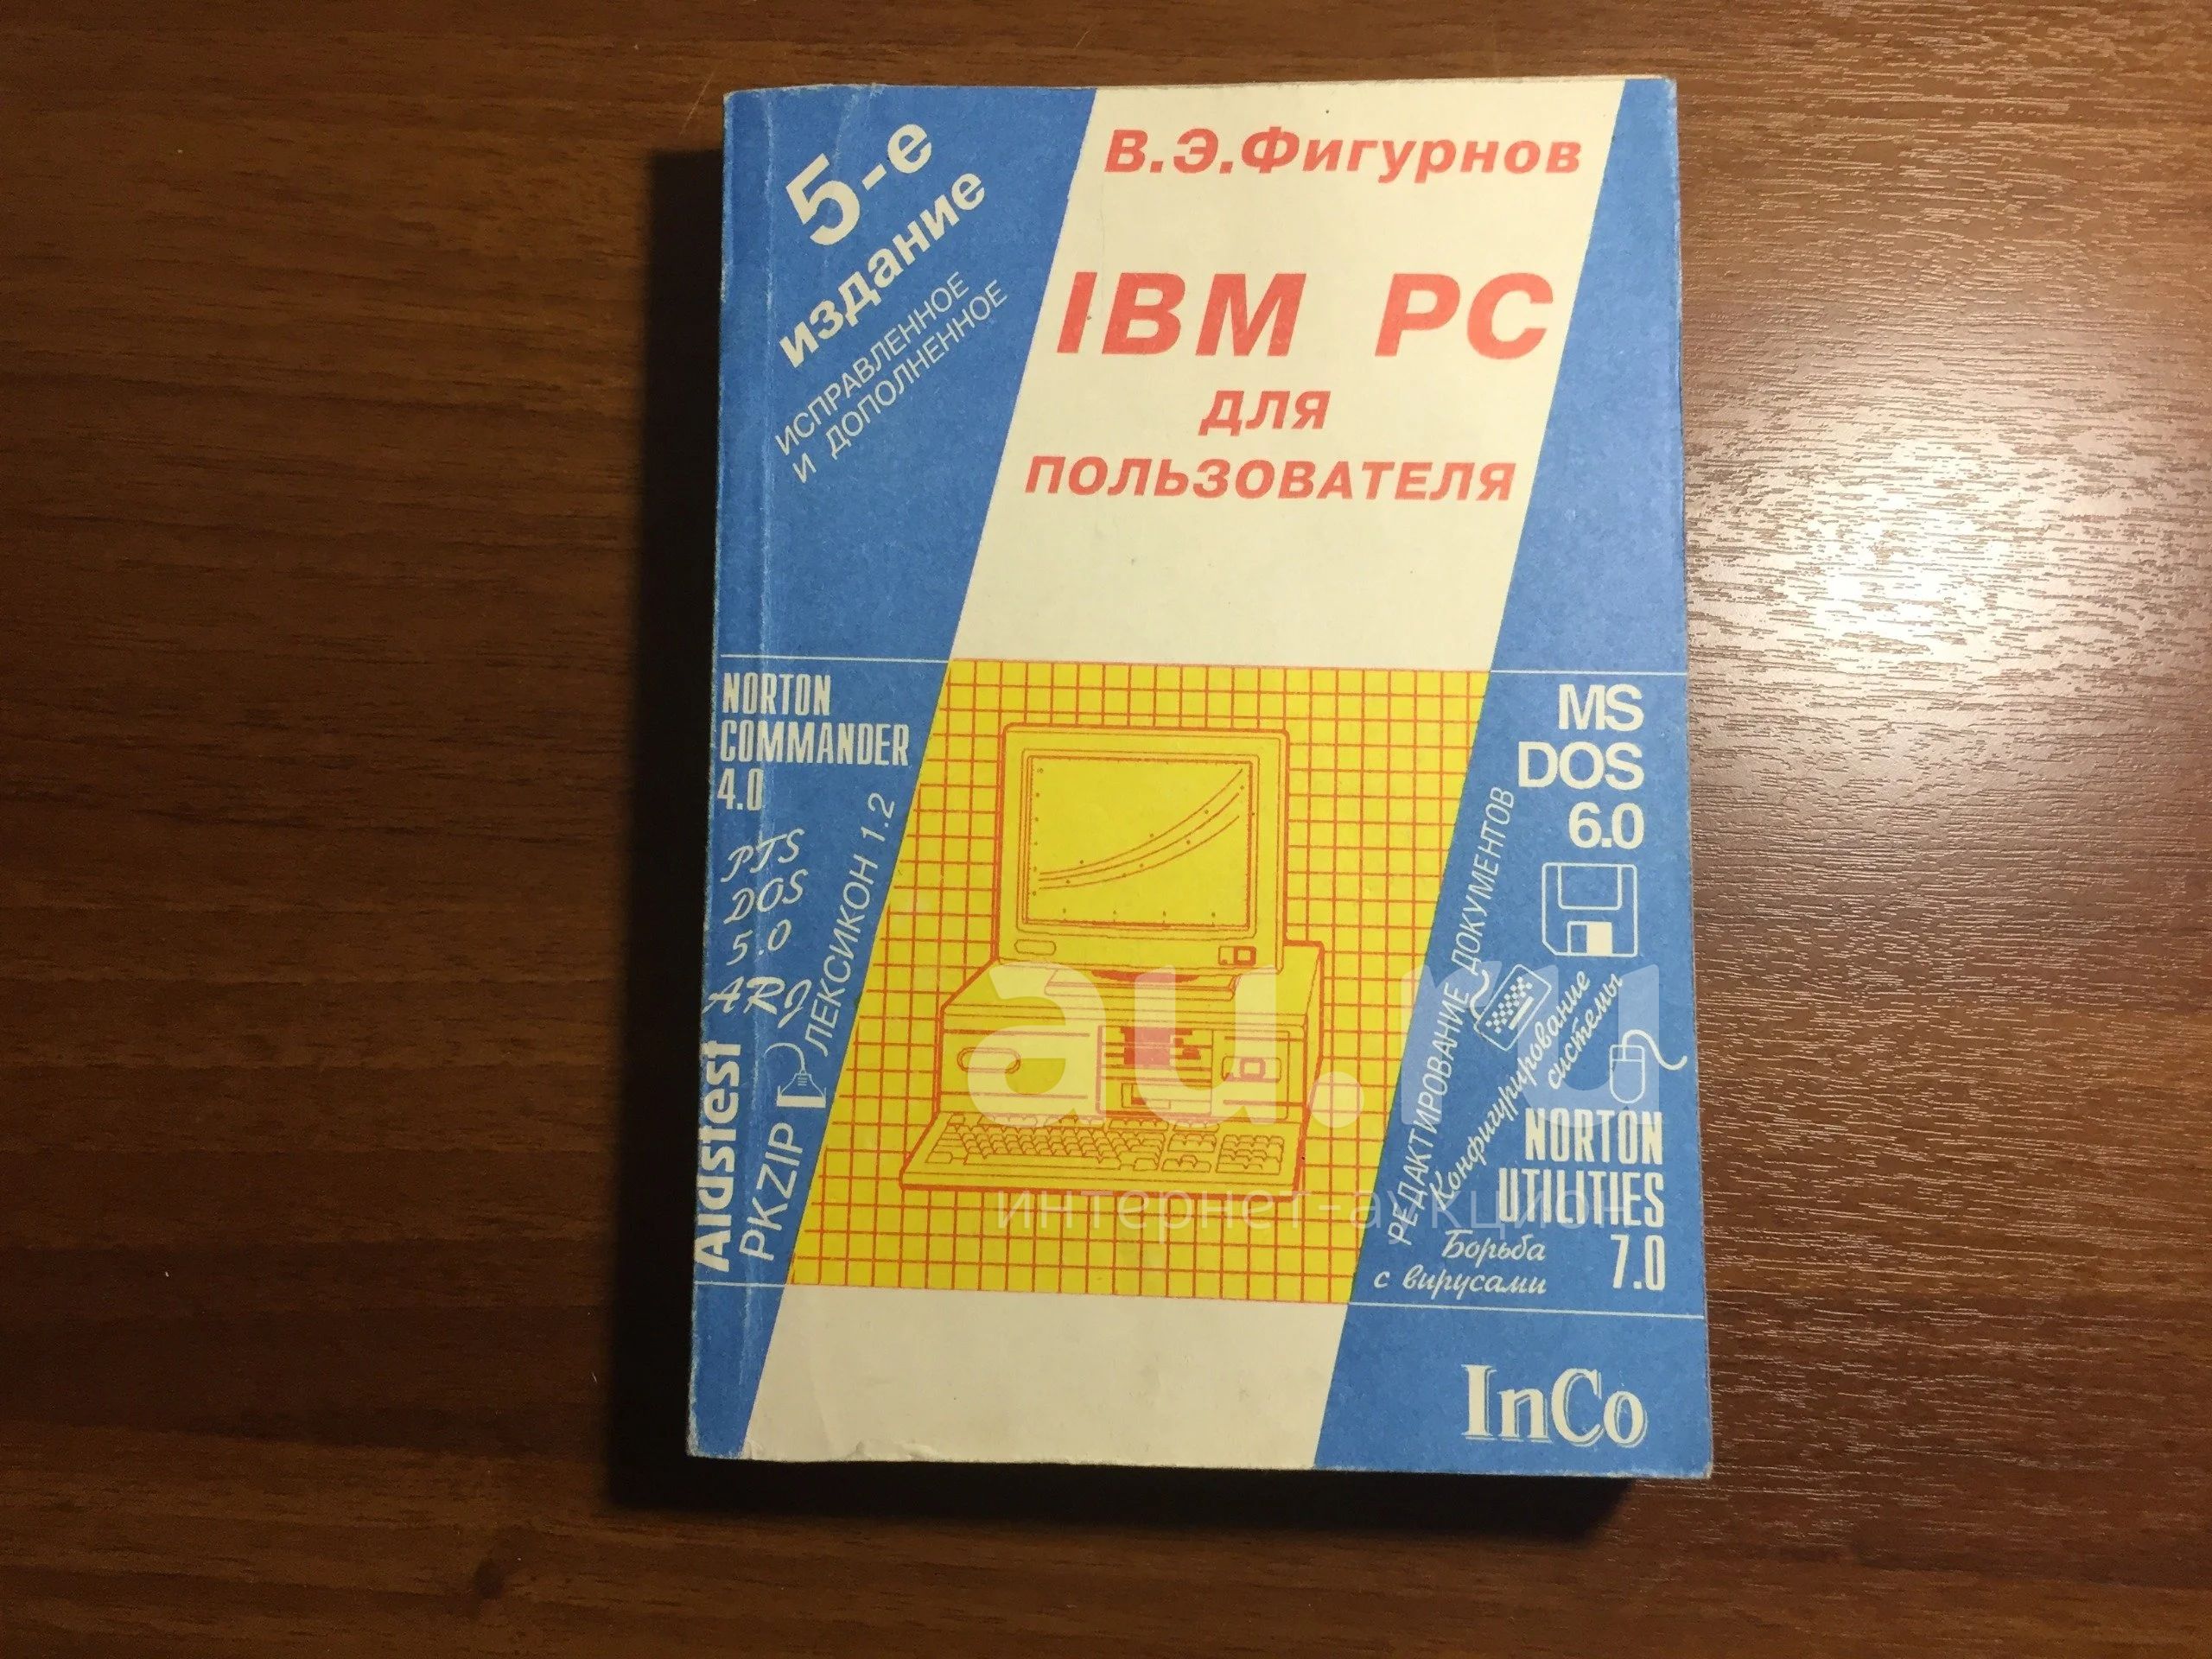 5-е
издание
ИСПРАВЛЕННОЕ
И ДОПОЛНЕННОЕ
В.Э.Фигурнов
IBM PC
ДЛЯ
ПОЛЬЗОВАТЕЛЯ
NORTON
COMMANDER
4.0
PTS
DOS
5.0
ARJ
ЛЕКСИКОН 1.2
Aidstest
PKZIP
MS
DOS
6.0
РЕДАКТИРОВАНИЕ ДОКУМЕНТОВ
Конфигурирование
системы
NORTON
UTILITIES
7.0
Борьба
с вирусами
InCo
au.ru
интернет-аукцион